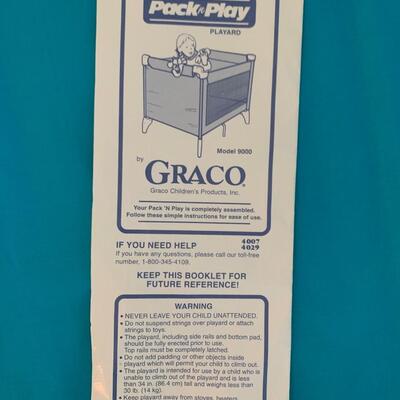 Pack 'n Play
PLAYARD
Model 9000
by
GRACO®
Graco Children's Products, Inc.
Your Pack 'N Play is completely assembled.
Follow these simple instructions for ease of use.
IF YOU NEED HELP
4007
4029
If you have any questions, please call our toll-free
number, 1-800-345-4109.
KEEP THIS BOOKLET FOR
FUTURE REFERENCE!
WARNING
• NEVER LEAVE YOUR CHILD UNATTENDED.
• Do not suspend strings over playard or attach
strings to toys.
• The playard, including side rails and bottom pad,
should be fully erected prior to use.
Top rails must be completely latched.
• Do not add padding or other objects inside
playard which will permit your child to climb out.
• The playard is intended for use by a child who is
unable to climb out of the playard and is less
than 34 in. (86.4 cm) tall and weighs less than
30 lb. (14 kg).
• Keep playard away from stoves, heaters,